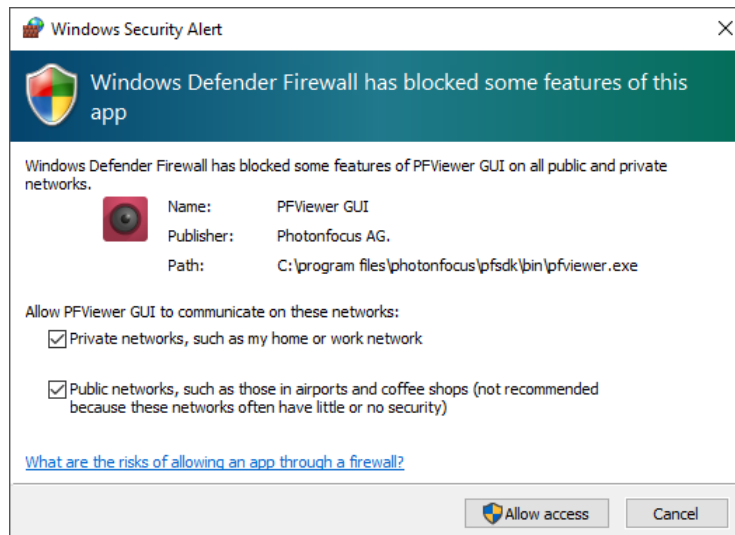 Windows Security Alert
Windows Defender Firewall has blocked some features of this
app
Windows Defender Firewall has blocked some features of PFViewer GUI on all public and private
networks.
Name: PFViewer GUI
Publisher: Photonfocus AG.
Path: C:\program files\photonfocus\pfsdk\bin\pfviewer.exe
Allow PFViewer GUI to communicate on these networks:
Private networks, such as my home or work network
Public networks, such as those in airports and coffee shops (not recommended
because these networks often have little or no security)
What are the risks of allowing an app through a firewall?
Allow access Cancel